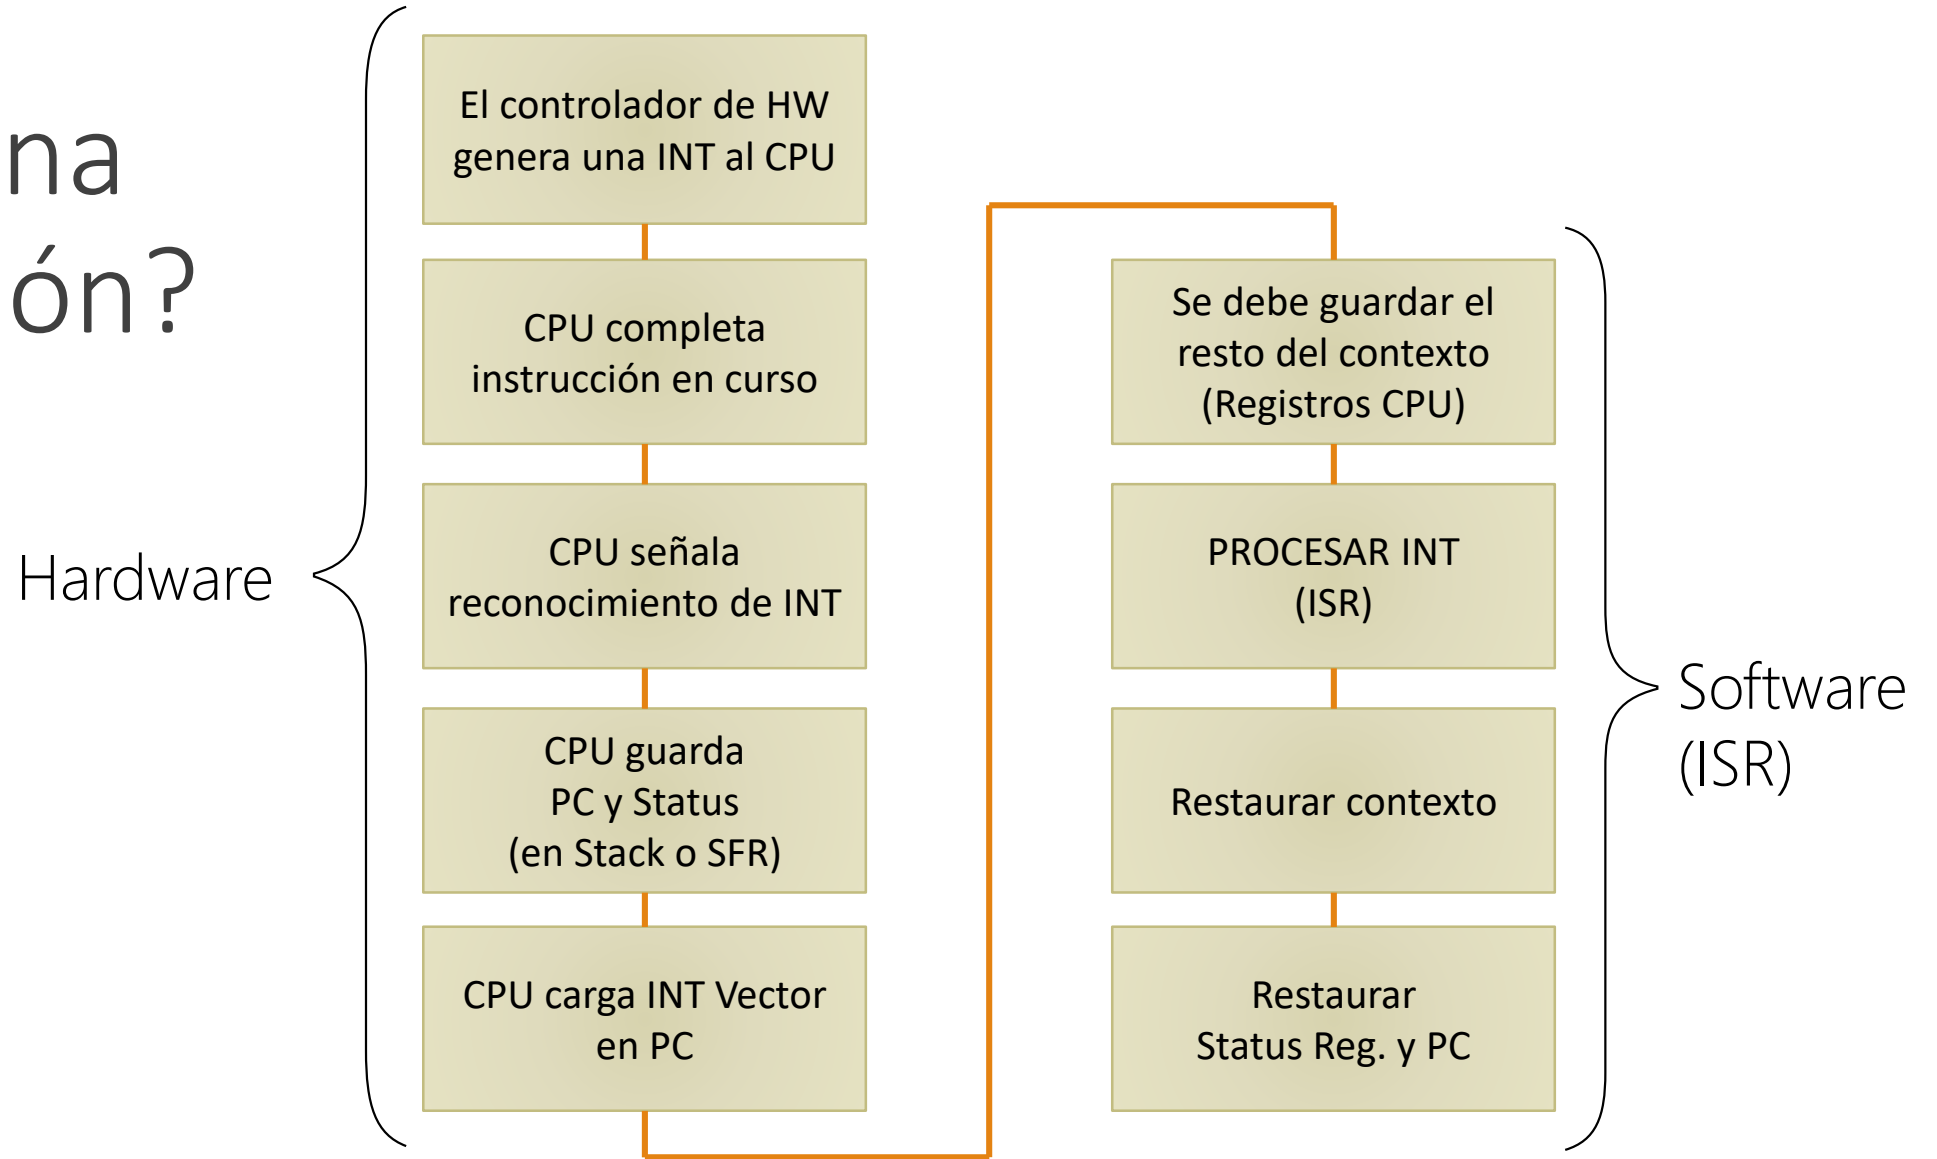 na
ón?
Hardware
El controlador de HW
genera una INT al CPU
CPU completa
instrucción en curso
CPU señala
reconocimiento de INT
CPU guarda
PC y Status
(en Stack o SFR)
CPU carga INT Vector
en PC
Se debe guardar el
resto del contexto
(Registros CPU)
PROCESAR INT
(ISR)
Restaurar contexto
Restaurar
Status Reg. y PC
Software
(ISR)